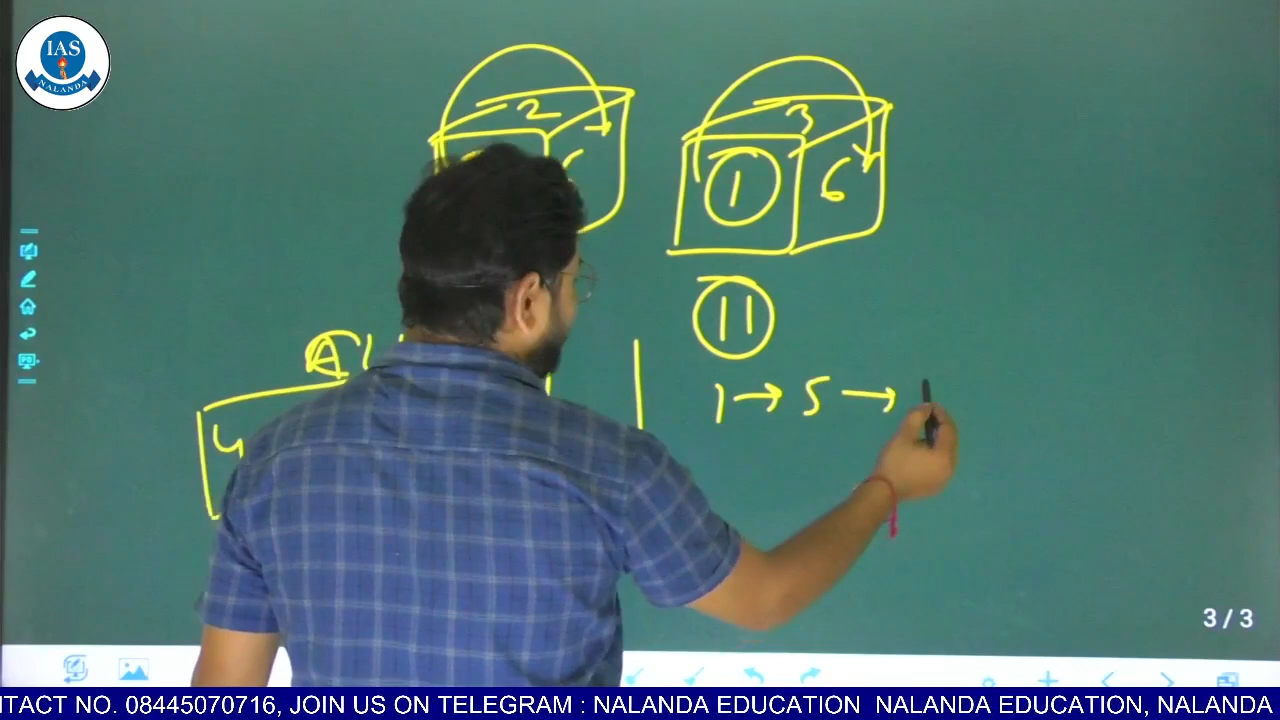 IAS
NALANDA
2
3
1
6
11
1 → 5 →
4
3/3
NTACT NO. 08445070716, JOIN US ON TELEGRAM : NALANDA EDUCATION NALANDA EDUCATION, NALANDA